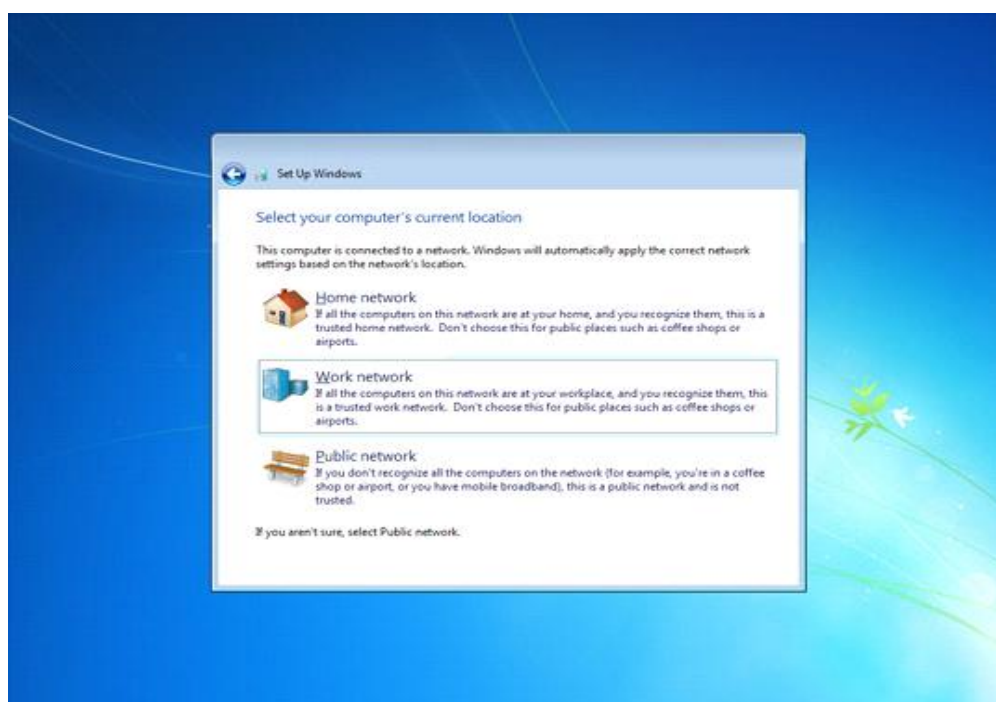 Set Up Windows
Select your computer's current location
This computer is connected to a network. Windows will automatically apply the correct network
settings based on the network's location.
Home network
If all the computers on this network are at your home, and you recognize them, this is a
trusted home network. Don't choose this for public places such as coffee shops or
airports.
Work network
If all the computers on this network are at your workplace, and you recognize them, this
is a trusted work network. Don't choose this for public places such as coffee shops or
airports.
Public network
If you don't recognize all the computers on the network (for example, you're in a coffee
shop or airport, or you have mobile broadband), this is a public network and is not
trusted.
If you aren't sure, select Public network.